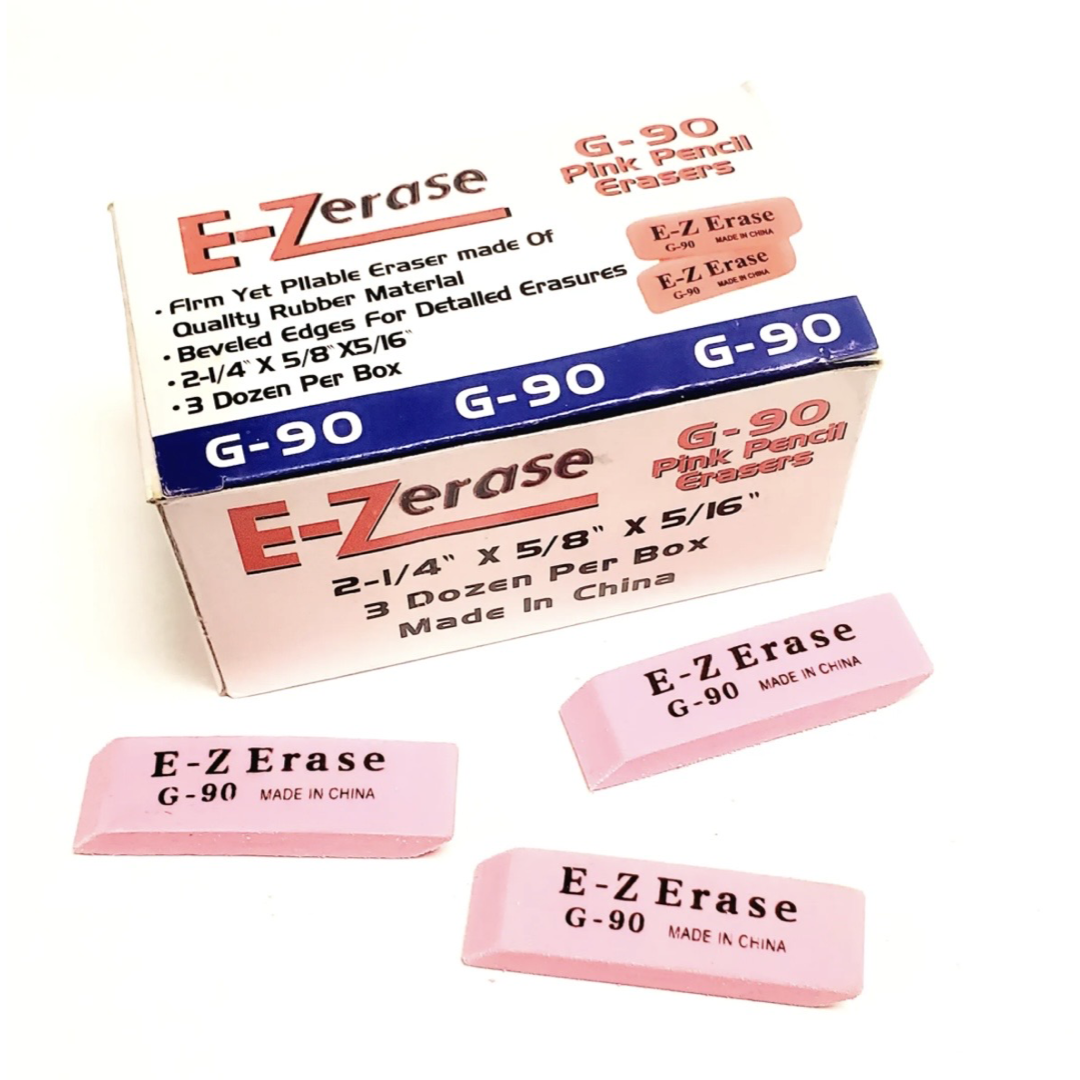 E-Zerase
G-90
Pink Pencil
Erasers
• Firm Yet Pliable Eraser made Of
Quality Rubber Material
• Beveled Edges For Detailed Erasures
• 2-1/4" X 5/8" X5/16"
• 3 Dozen Per Box
E-Z Erase
G-90 MADE IN CHINA
E-Z Erase
G-90 MADE IN CHINA
G-90 G-90 G-90
E-Zerase
G-90
Pink Pencil
Erasers
2-1/4" X 5/8" X 5/16"
3 Dozen Per Box
Made In China
E-Z Erase
G-90 MADE IN CHINA
E-Z Erase
G-90 MADE IN CHINA
E-Z Erase
G-90 MADE IN CHINA